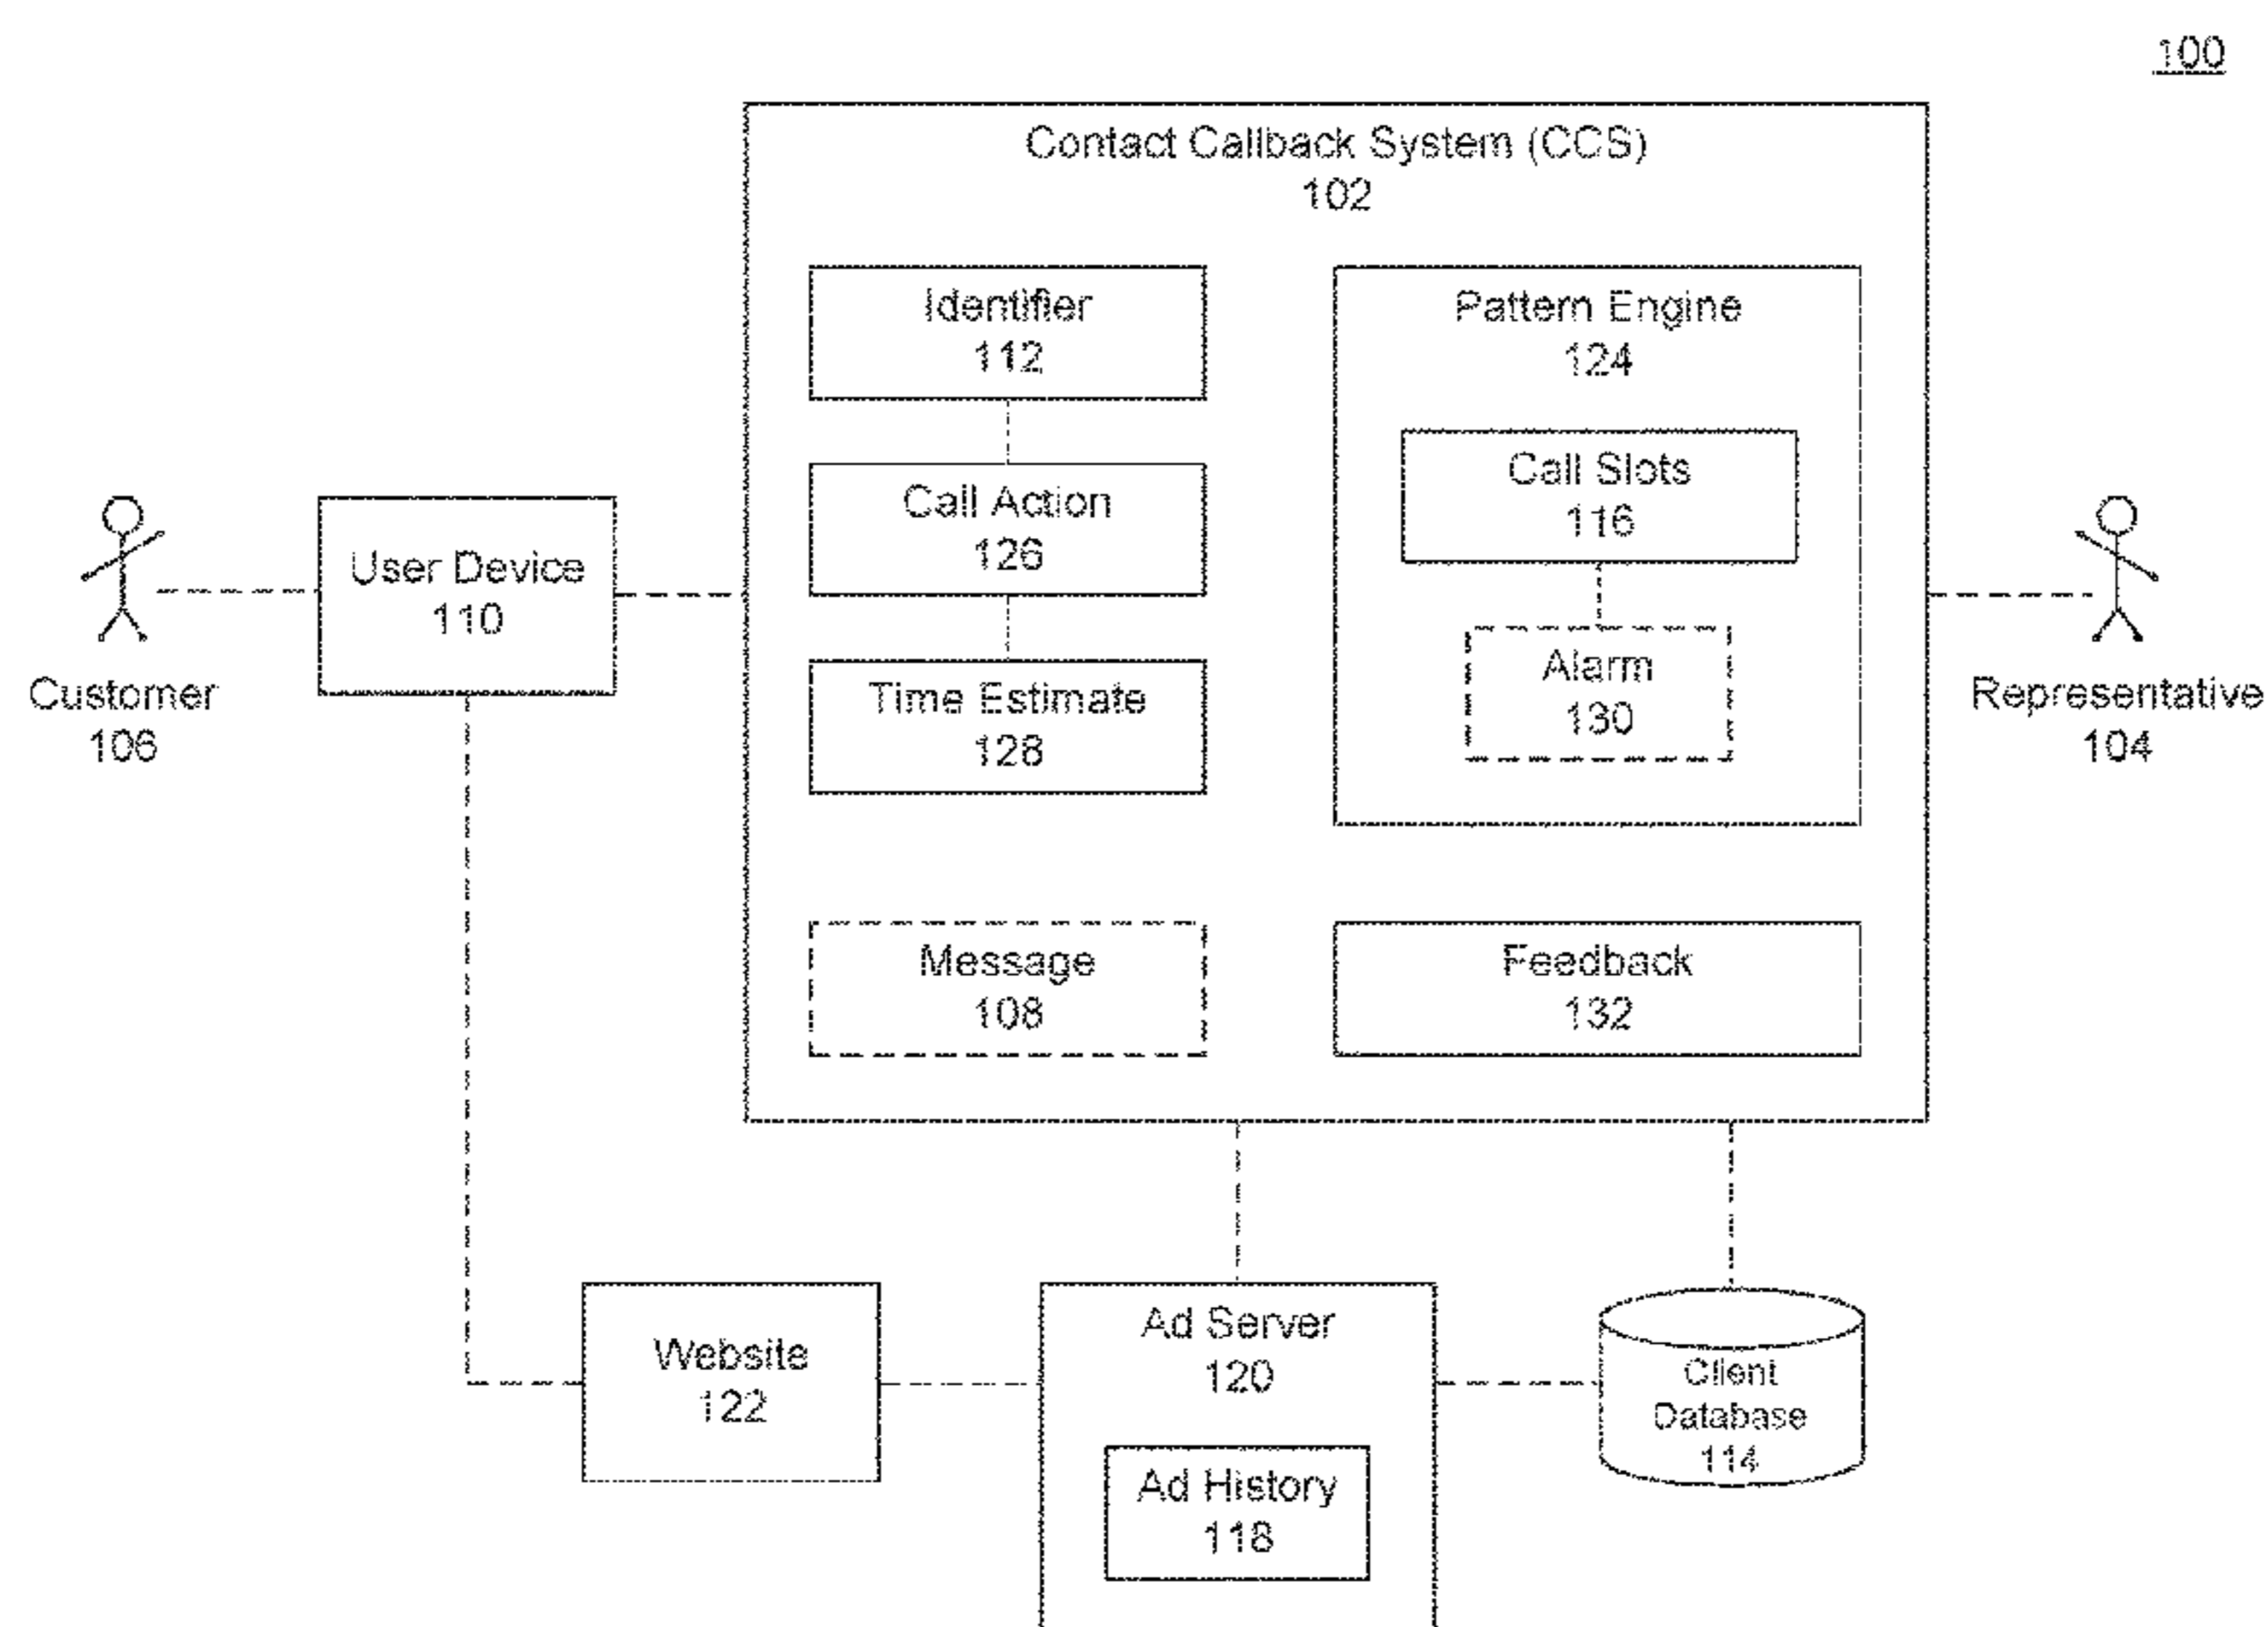 100
Contact Callback System (CCS)
102
Identifier
112
Pattern Engine
124
Call Action
126
Call Slots
116
User Device
110
Time Estimate
128
Alarm
130
Customer
106
Representative
104
Message
108
Feedback
132
Website
122
Ad Server
120
Ad History
118
Client
Database
114